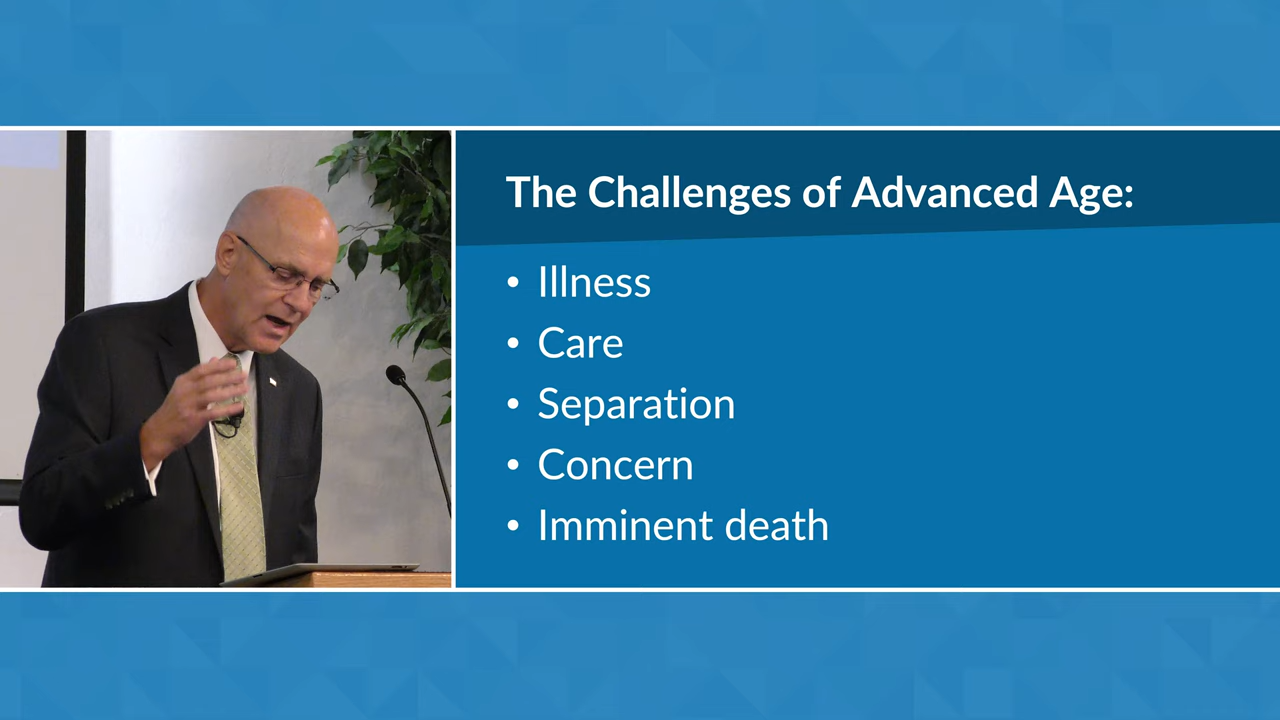 The Challenges of Advanced Age:
• Illness
• Care
• Separation
• Concern
• Imminent death